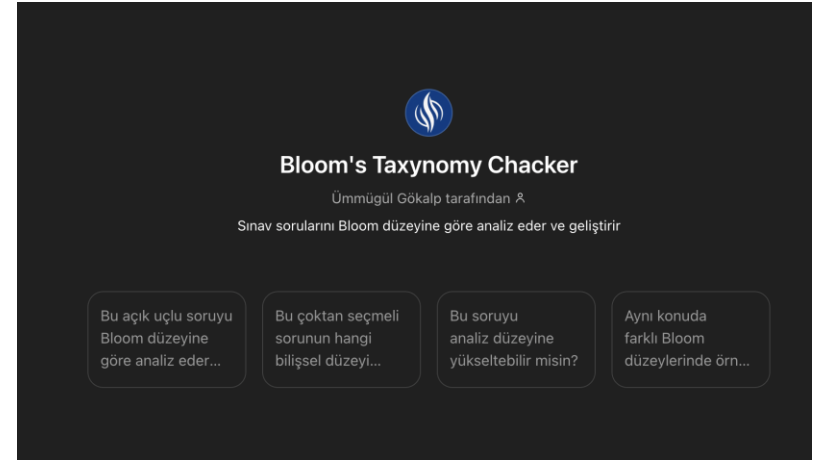 Bloom's Taxynomy Chacker
Ümmügül Gökalp tarafından
Sınav sorularını Bloom düzeyine göre analiz eder ve geliştirir
Bu açık uçlu soruyu
Bloom düzeyine
göre analiz eder...
Bu çoktan seçmeli
sorunun hangi
bilişsel düzeyi...
Bu soruyu
analiz düzeyine
yükseltebilir misin?
Aynı konuda
farklı Bloom
düzeylerinde örn...